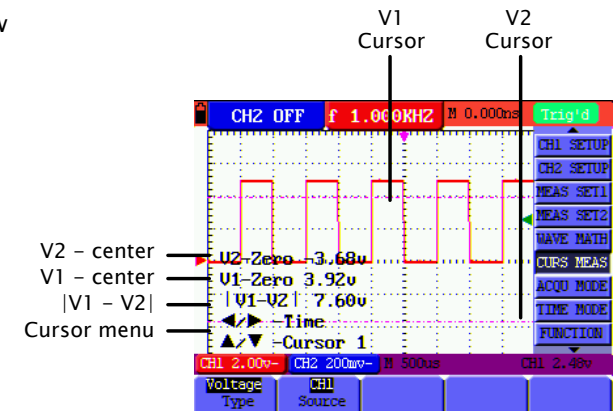 w
V1
Cursor
V2
Cursor
CH2 OFF
f 1.000KHZ
M 0.000ns
Trig'd
CH1 SETUP
CH2 SETUP
MEAS SET1
MEAS SET2
WAVE MATH
CURS MEAS
ACQU MODE
TIME MODE
FUNCTION
V2 – center
V1 – center
|V1 – V2|
Cursor menu
V2-Zero -3.68v
V1-Zero 3.92v
|V1-V2| 7.60v
◀/▶ -Time
▲/▼ -Cursor 1
CH1 2.00v-
CH2 200mv-
M 500us
CH1 2.48v
Voltage
Type
CH1
Source